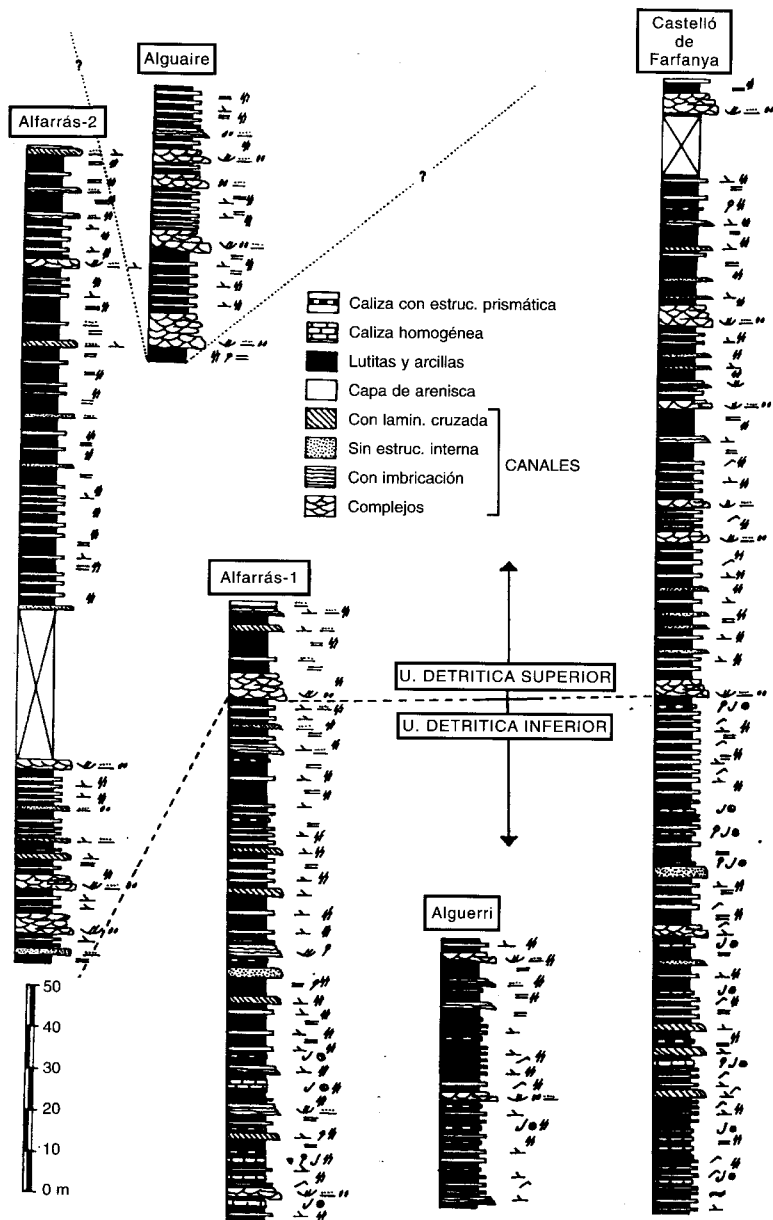 Castelló
de
Farfanya
Alguaire
Alfarrás-2
?
?
Caliza con estruc. prismática
Caliza homogénea
Lutitas y arcillas
Capa de arenisca
Con lamin. cruzada
Sin estruc. interna
Con imbricación
Complejos
CANALES
Alfarrás-1
U. DETRITICA SUPERIOR
U. DETRITICA INFERIOR
Alguerri
50
40
30
20
10
0 m